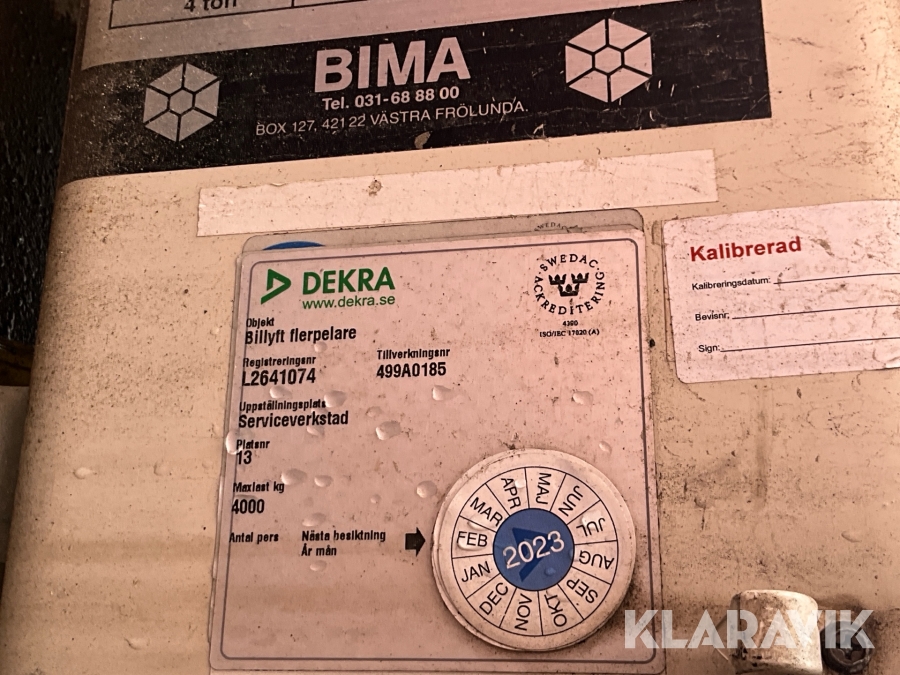 4 ton
BIMA
Tel. 031-68 88 00
BOX 127, 421 22 VÄSTRA FRÖLUNDA.
DEKRA
www.dekra.se
SWEDAC
ACKREDITERING
4300
ISO/IEC 17020 (A)
Objekt
Billyft flerpelare
Registreringsnr
L2641074
Tillverkningsnr
499A0185
Uppställningsplats
Serviceverkstad
Platsnr
13
Maxlast kg
4000
Antal pers
Nästa besiktning
År mån
JAN
FEB
MAR
APR
MAJ
JUN
JUL
AUG
SEP
OKT
NOV
DEC
2023
Kalibrerad
Kalibreringsdatum:
Bevisnr:
Sign:
KLARAVIK